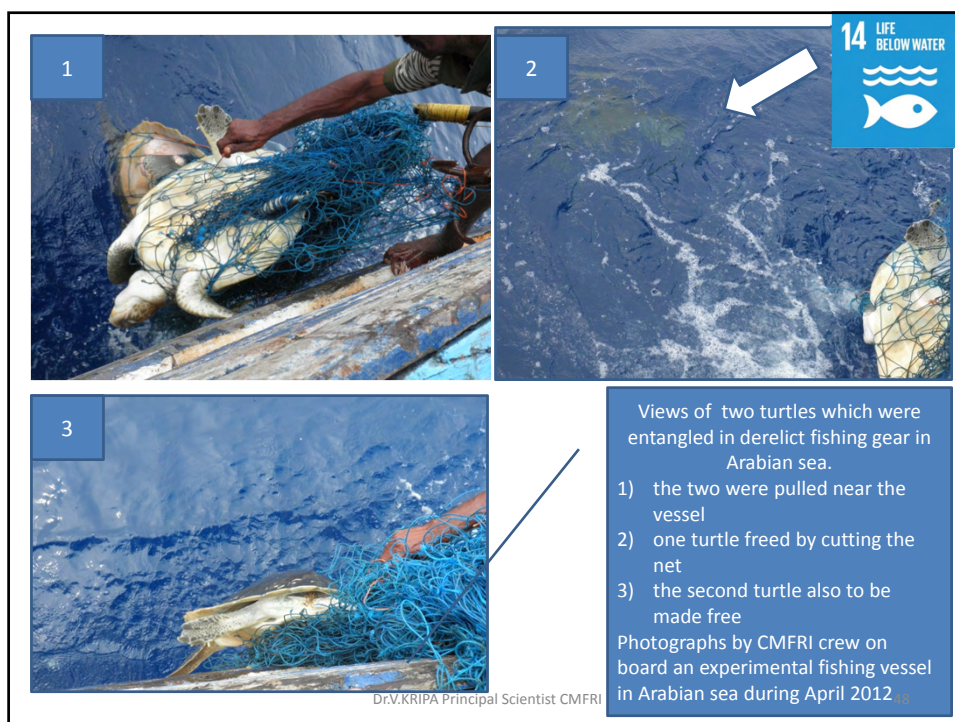 1
2
14 LIFE
BELOW WATER
3
Views of two turtles which were
entangled in derelict fishing gear in
Arabian sea.
1) the two were pulled near the
vessel
2) one turtle freed by cutting the
net
3) the second turtle also to be
made free
Photographs by CMFRI crew on
board an experimental fishing vessel
in Arabian sea during April 2012
Dr.V.KRIPA Principal Scientist CMFRI
48